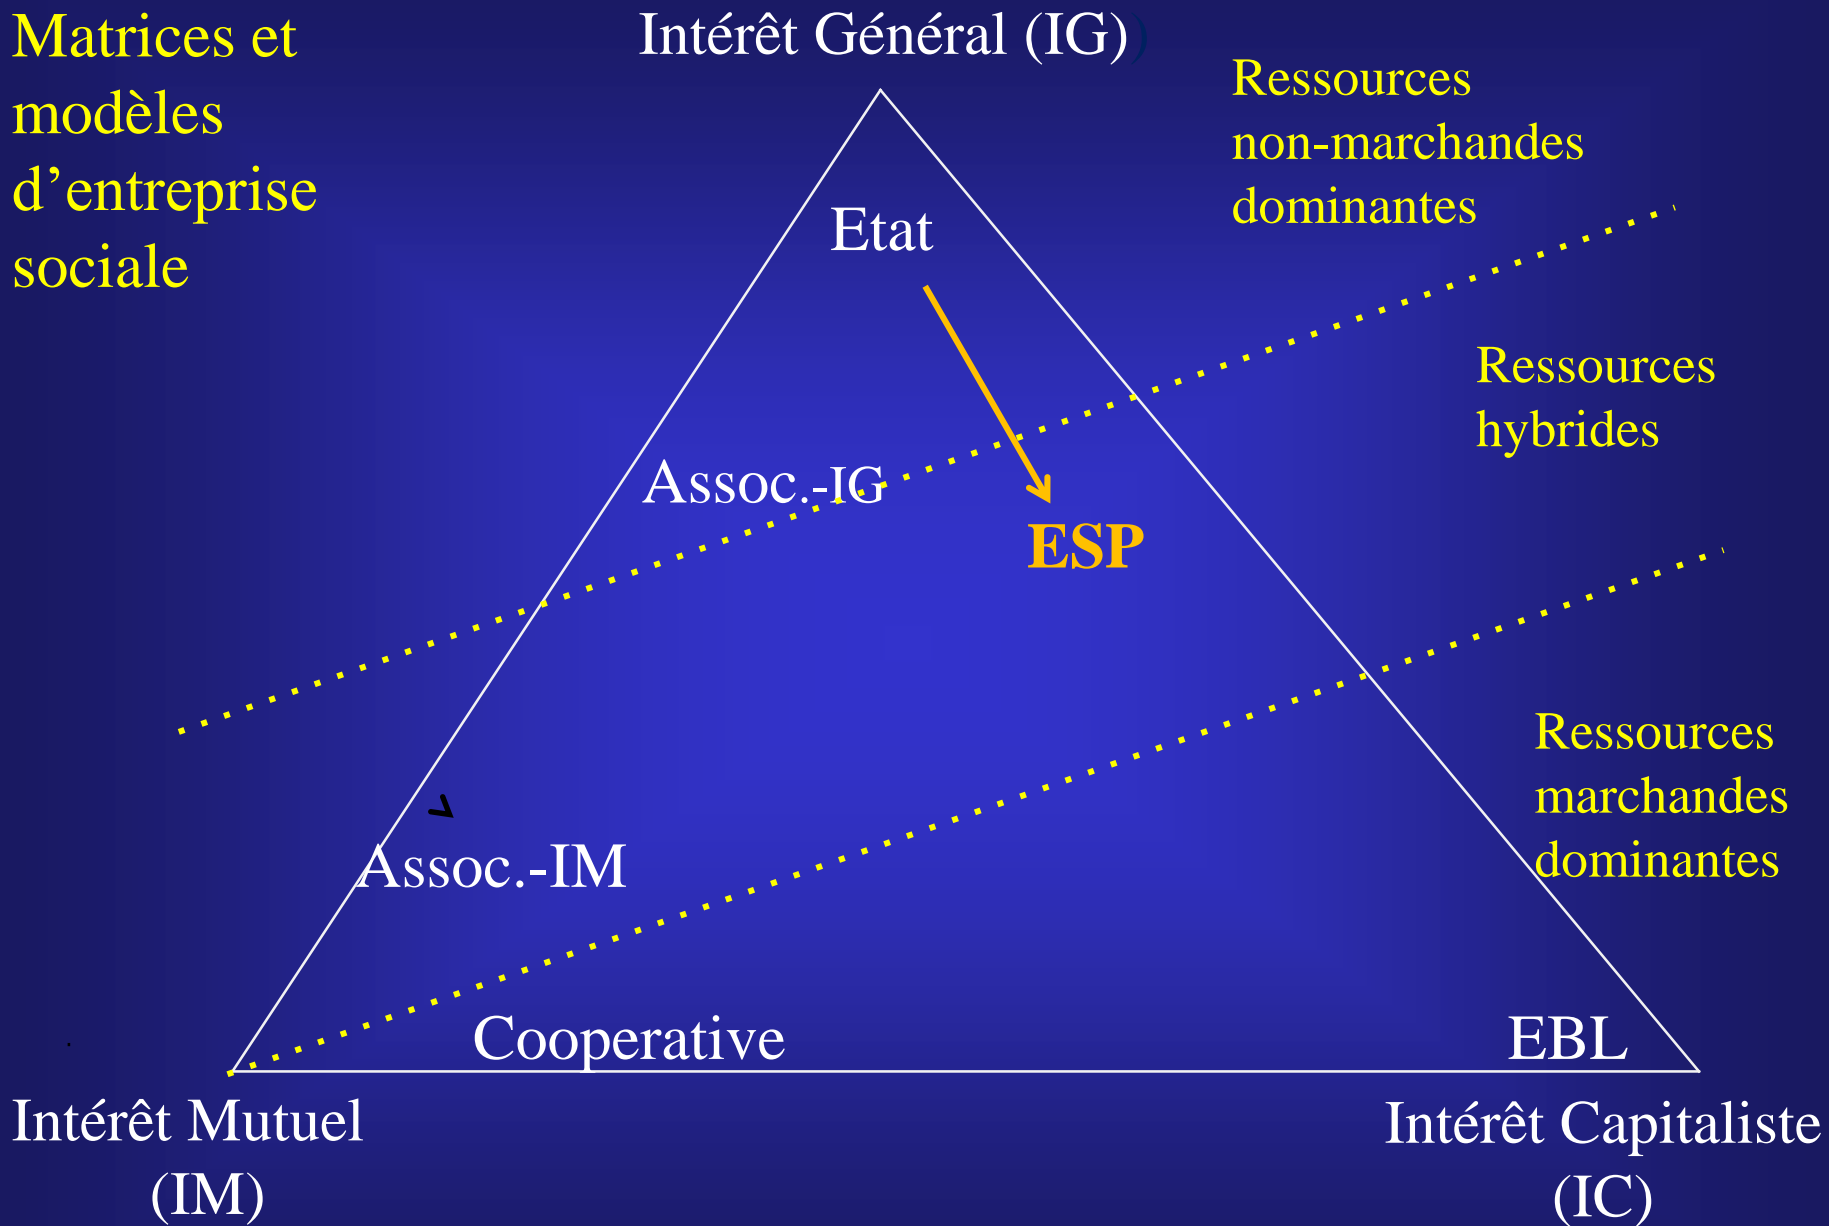 Matrices et
modèles
d’entreprise
sociale
Intérêt Général (IG))
Ressources
non-marchandes
dominantes
Etat
Ressources
hybrides
Assoc.-IG
ESP
Ressources
marchandes
dominantes
Assoc.-IM
Cooperative
EBL
Intérêt Mutuel
(IM)
Intérêt Capitaliste
(IC)